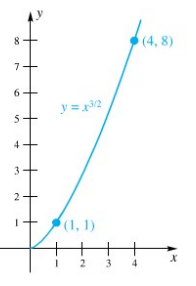 y
8
(4, 8)
7
6
y = x^{3/2}
5
4
3
2
1
(1, 1)
1 2 3 4
x